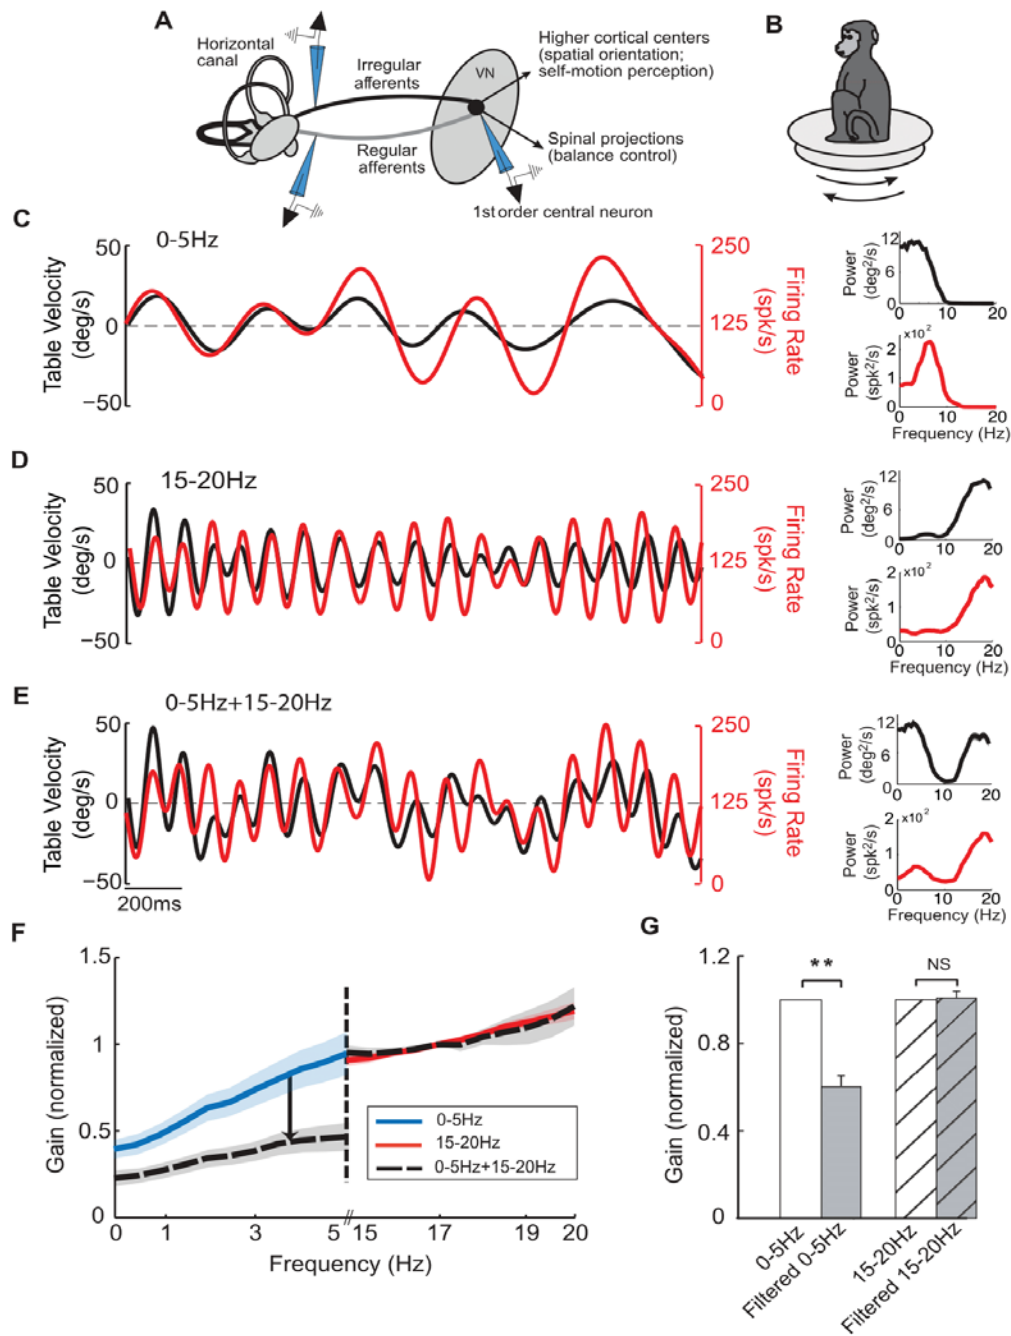 A
Horizontal
canal
Irregular
afferents
Regular
afferents
VN
Higher cortical centers
(spatial orientation;
self-motion perception)
Spinal projections
(balance control)
1st order central neuron
B
C
0-5Hz
Table Velocity
(deg/s)
50
0
−50
250
125
0
Firing Rate
(spk/s)
Power
(deg²/s)
12
0
0 10 20
Power
(spk²/s)
x10²
2
1
0
0 10 20
Frequency (Hz)
D
15-20Hz
Table Velocity
(deg/s)
50
0
−50
250
125
0
Firing Rate
(spk/s)
Power
(deg²/s)
10
0
0 10 20
Power
(spk²/s)
2 x10²
1
0
0 10 20
Frequency (Hz)
E
0-5Hz+15-20Hz
Table Velocity
(deg/s)
50
0
−50
200ms
250
125
0
Firing Rate
(spk/s)
Power
(deg²/s)
12
0
0 10 20
Power
(spk²/s)
x10²
2
1
0
0 10 20
Frequency (Hz)
F
Gain (normalized)
1.5
1
0.5
0
0 1 3 5 // 15 17 19 20
Frequency (Hz)
0-5Hz
15-20Hz
0-5Hz+15-20Hz
G
Gain (normalized)
1.2
0.8
0.4
0
**
NS
0-5Hz
Filtered 0-5Hz
15-20Hz
Filtered 15-20Hz